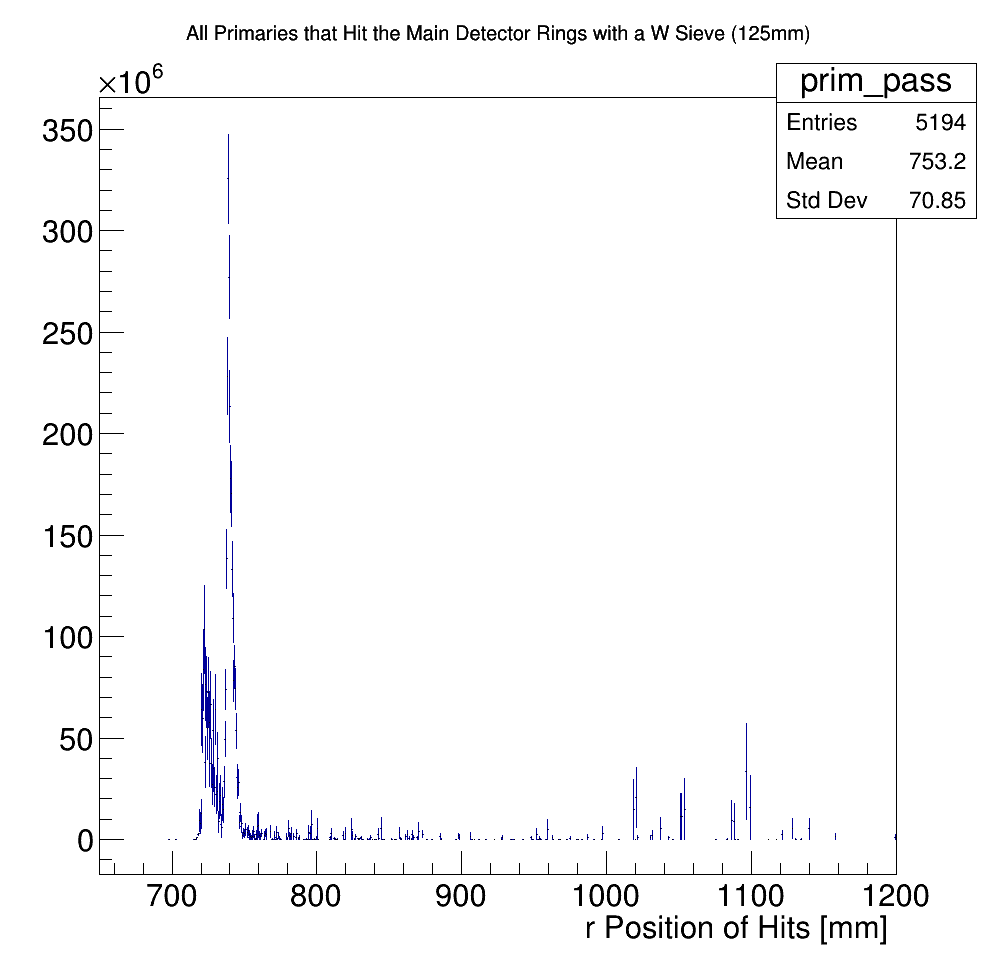 All Primaries that Hit the Main Detector Rings with a W Sieve (125mm)
×10⁶
prim_pass
Entries 5194
Mean 753.2
Std Dev 70.85
350
300
250
200
150
100
50
0
700 800 900 1000 1100 1200
r Position of Hits [mm]